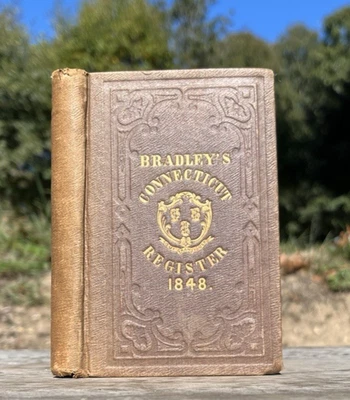 BRADLEY'S
CONNECTICUT
REGISTER
1848.